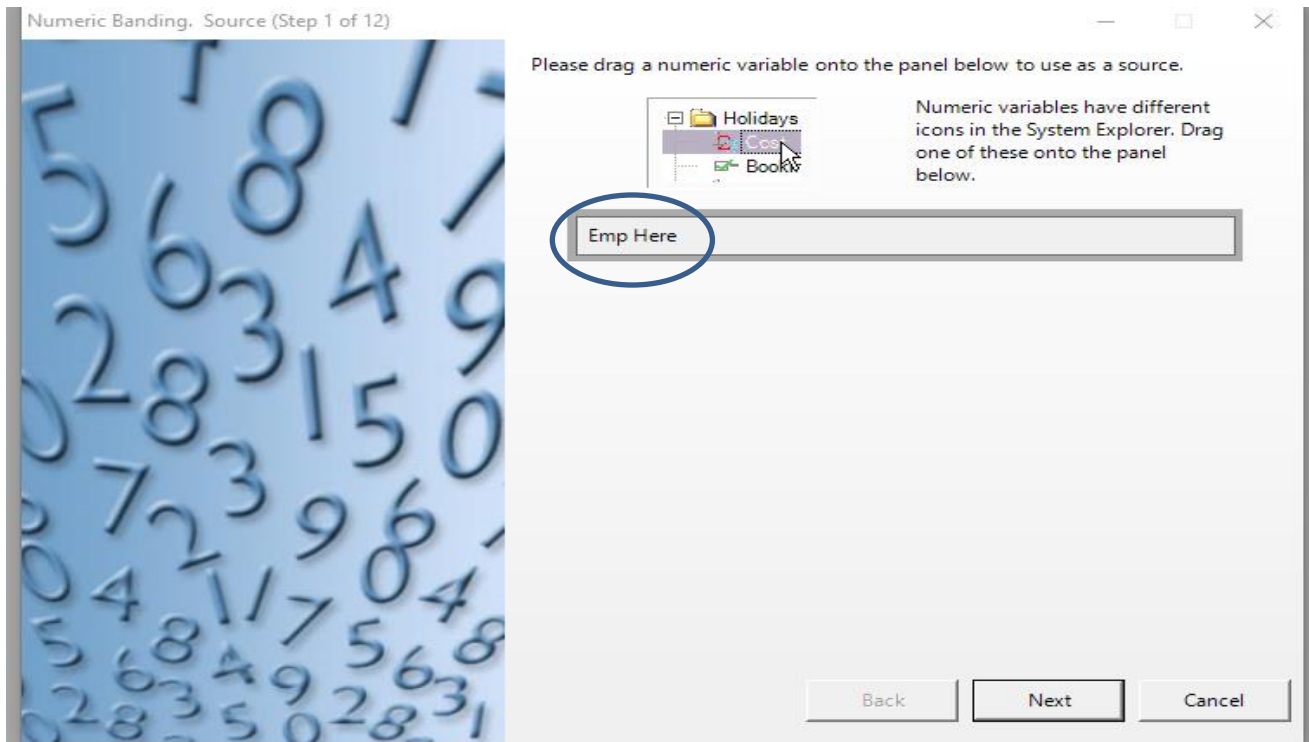 Numeric Banding. Source (Step 1 of 12)
Please drag a numeric variable onto the panel below to use as a source.
Holidays
Cost
Numeric variables have different
icons in the System Explorer. Drag
one of these onto the panel
below.
Emp Here
Back
Next
Cancel